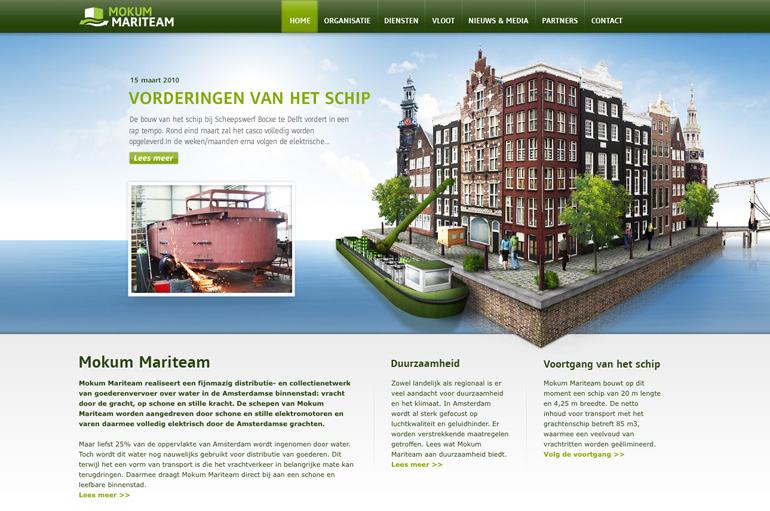 MOKUM
MARITEAM
HOME
ORGANISATIE
DIENSTEN
VLOOT
NIEUWS & MEDIA
PARTNERS
CONTACT
15 maart 2010
VORDERINGEN VAN HET SCHIP
De bouw van het schip bij Scheepswerf Bocxe te Delft vordert in een
rap tempo. Rond eind maart zal het casco volledig worden
opgeleverd.In de weken/maanden erna volgen de elektrische...
Lees meer
Mokum Mariteam
Mokum Mariteam realiseert een fijnmazig distributie- en collectienetwerk
van goederenvervoer over water in de Amsterdamse binnenstad: vracht
door de gracht, op schone en stille kracht. De schepen van Mokum
Mariteam worden aangedreven door schone en stille elektromotoren en
varen daarmee volledig elektrisch door de Amsterdamse grachten.
Maar liefst 25% van de oppervlakte van Amsterdam wordt ingenomen door water.
Toch wordt dit water nog nauwelijks gebruikt voor distributie van goederen. Dit
terwijl het een vorm van transport is die het vrachtverkeer in belangrijke mate kan
terugdringen. Daarmee draagt Mokum Mariteam direct bij aan een schone en
leefbare binnenstad.
Lees meer >>
Duurzaamheid
Zowel landelijk als regionaal is er
veel aandacht voor duurzaamheid
en het klimaat. In Amsterdam
wordt al sterk gefocust op
luchtkwaliteit en geluidhinder. Er
worden verstrekkende maatregelen
getroffen. Lees wat Mokum
Mariteam aan duurzaamheid biedt.
Lees meer >>
Voortgang van het schip
Mokum Mariteam bouwt op dit
moment een schip van 20 m lengte
en 4,25 m breedte. De netto
inhoud voor transport met het
grachtenschip betreft 85 m3,
waarmee een veelvoud van
vrachtritten worden geëlimineerd.
Volg de voortgang >>